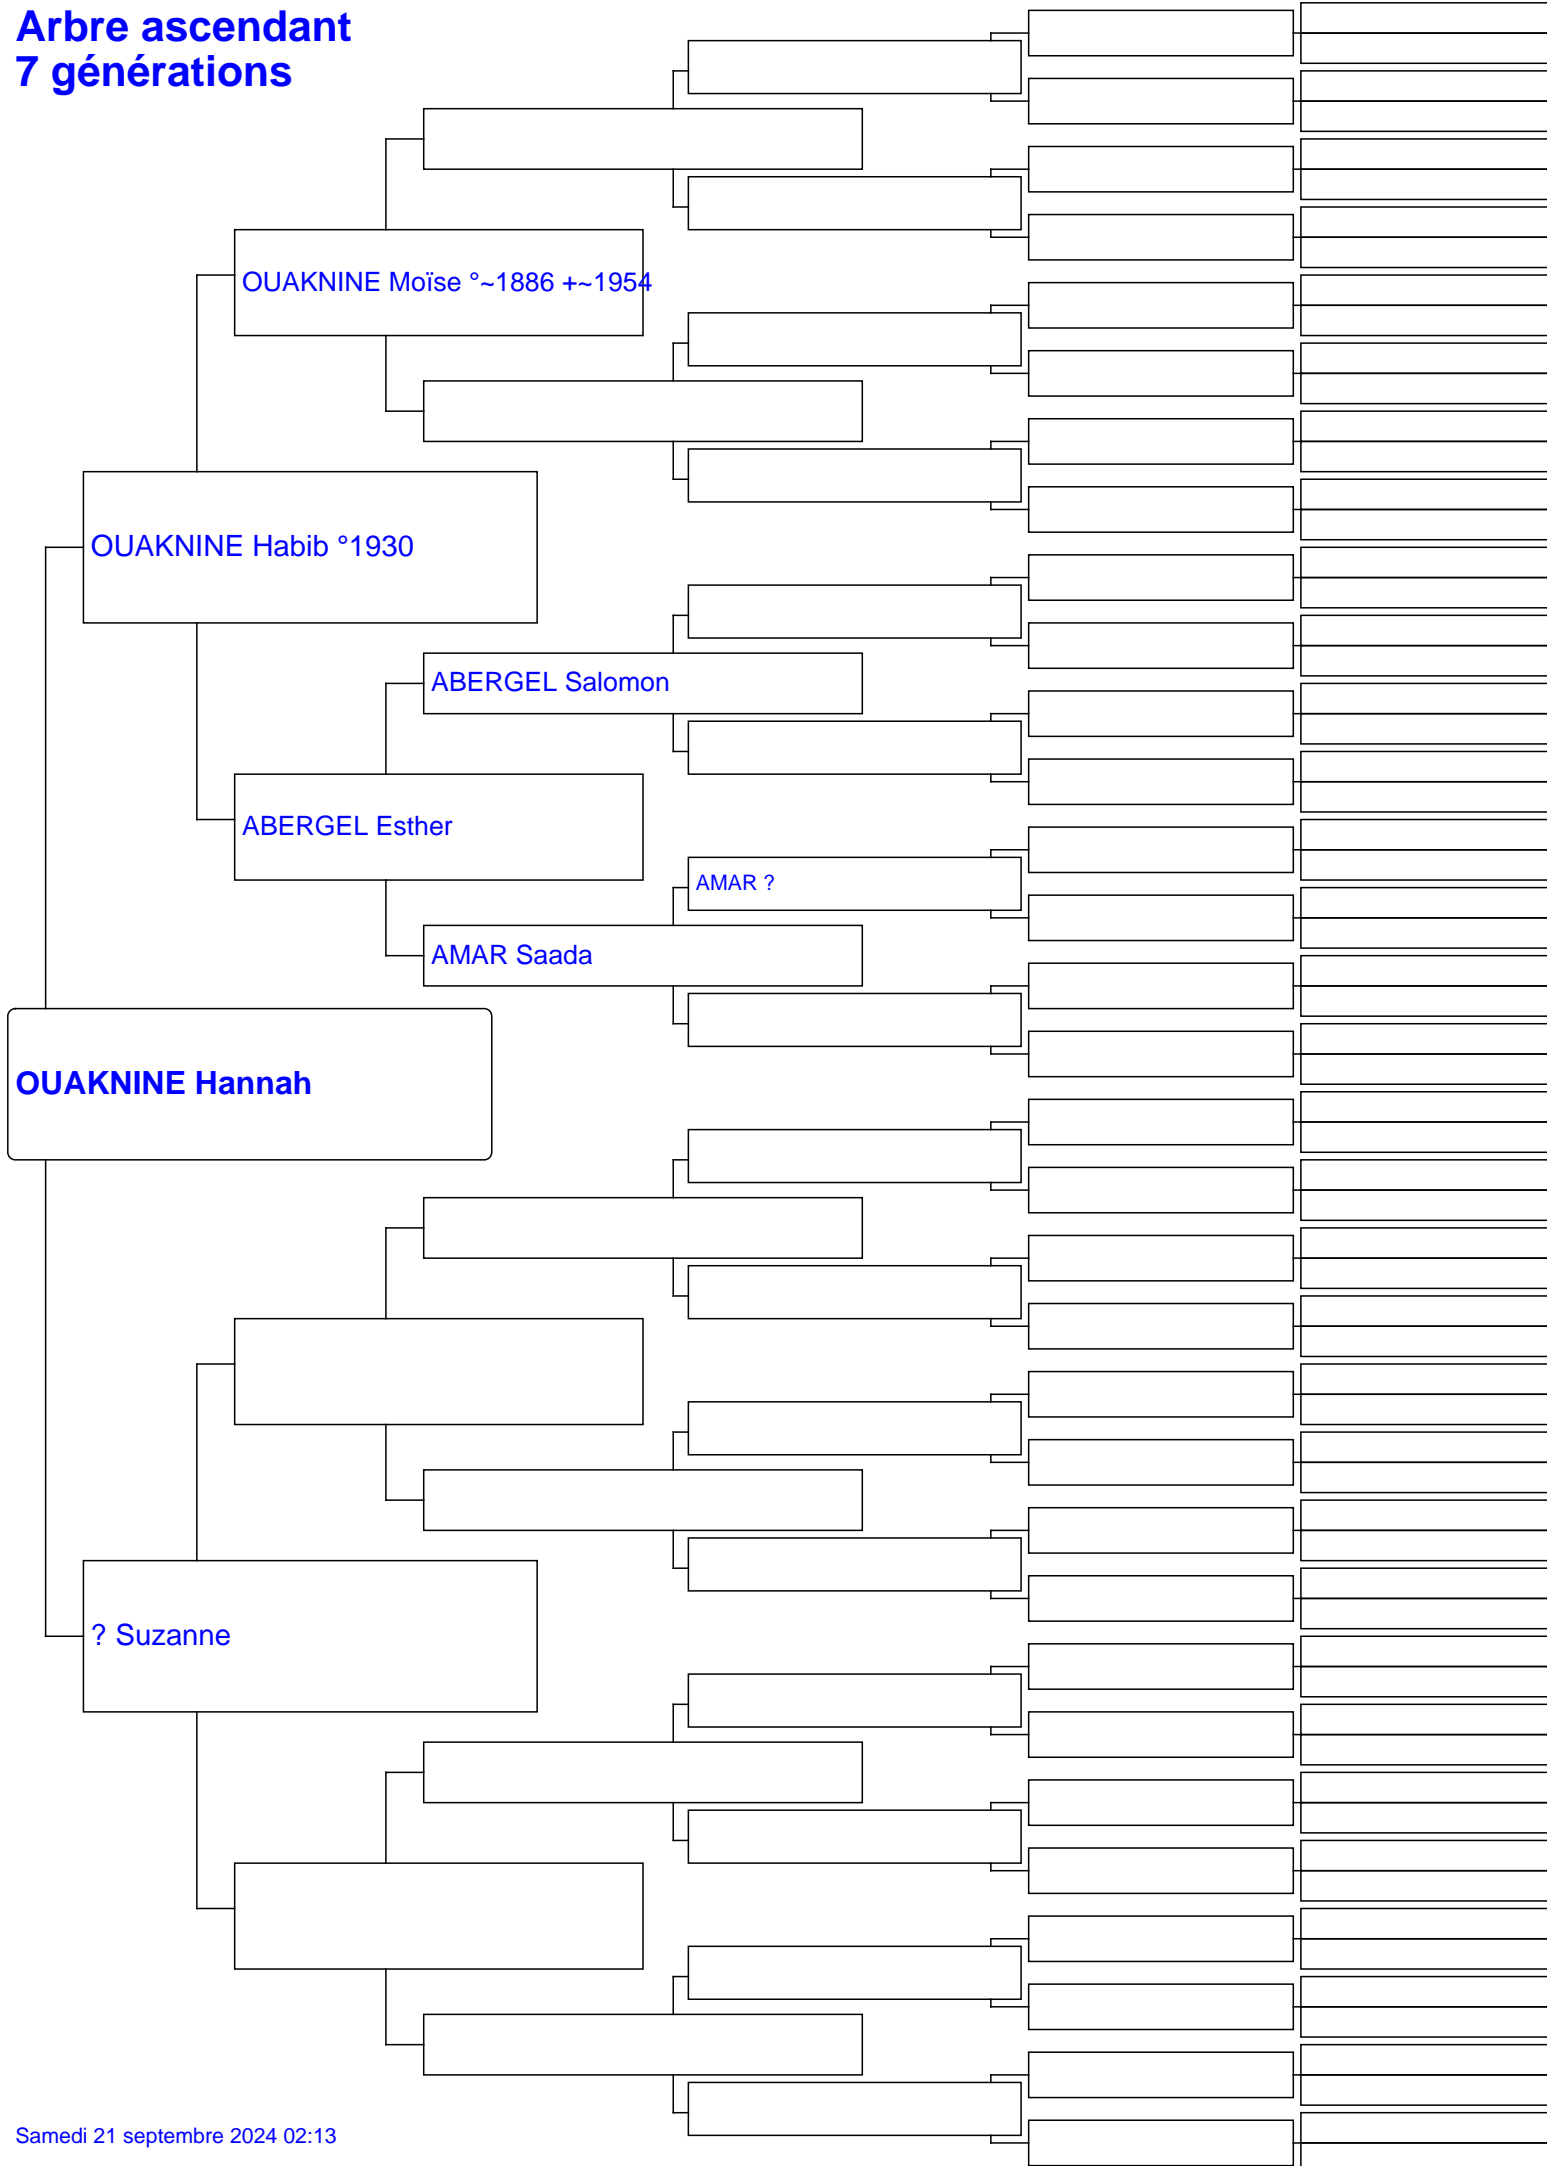 Arbre ascendant
7 générations
OUAKNINE Moïse °~1886 +~1954
OUAKNINE Habib °1930
ABERGEL Salomon
ABERGEL Esther
AMAR ?
AMAR Saada
OUAKNINE Hannah
? Suzanne
Samedi 21 septembre 2024 02:13